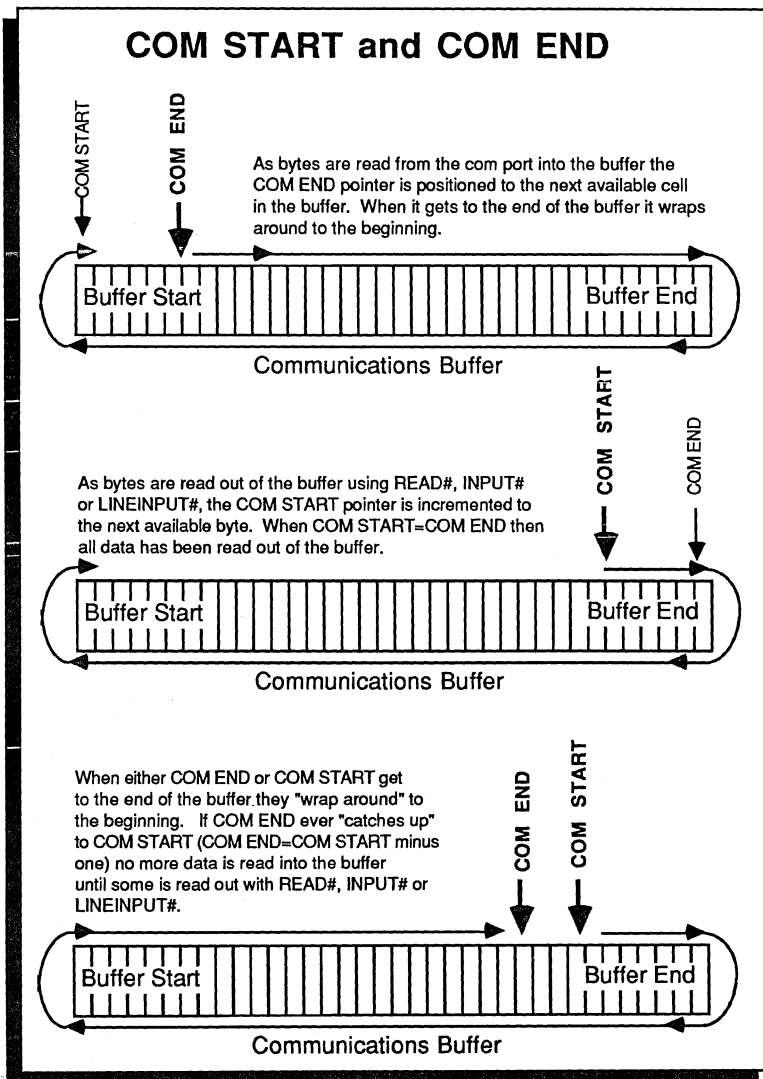 COM START and COM END
COM START
COM END
As bytes are read from the com port into the buffer the
COM END pointer is positioned to the next available cell
in the buffer. When it gets to the end of the buffer it wraps
around to the beginning.
Buffer Start
Buffer End
Communications Buffer
COM START
COM END
As bytes are read out of the buffer using READ#, INPUT#
or LINEINPUT#, the COM START pointer is incremented to
the next available byte. When COM START=COM END then
all data has been read out of the buffer.
Buffer Start
Buffer End
Communications Buffer
COM END
COM START
When either COM END or COM START get
to the end of the buffer they "wrap around" to
the beginning. If COM END ever "catches up"
to COM START (COM END=COM START minus
one) no more data is read into the buffer
until some is read out with READ#, INPUT# or
LINEINPUT#.
Buffer Start
Buffer End
Communications Buffer